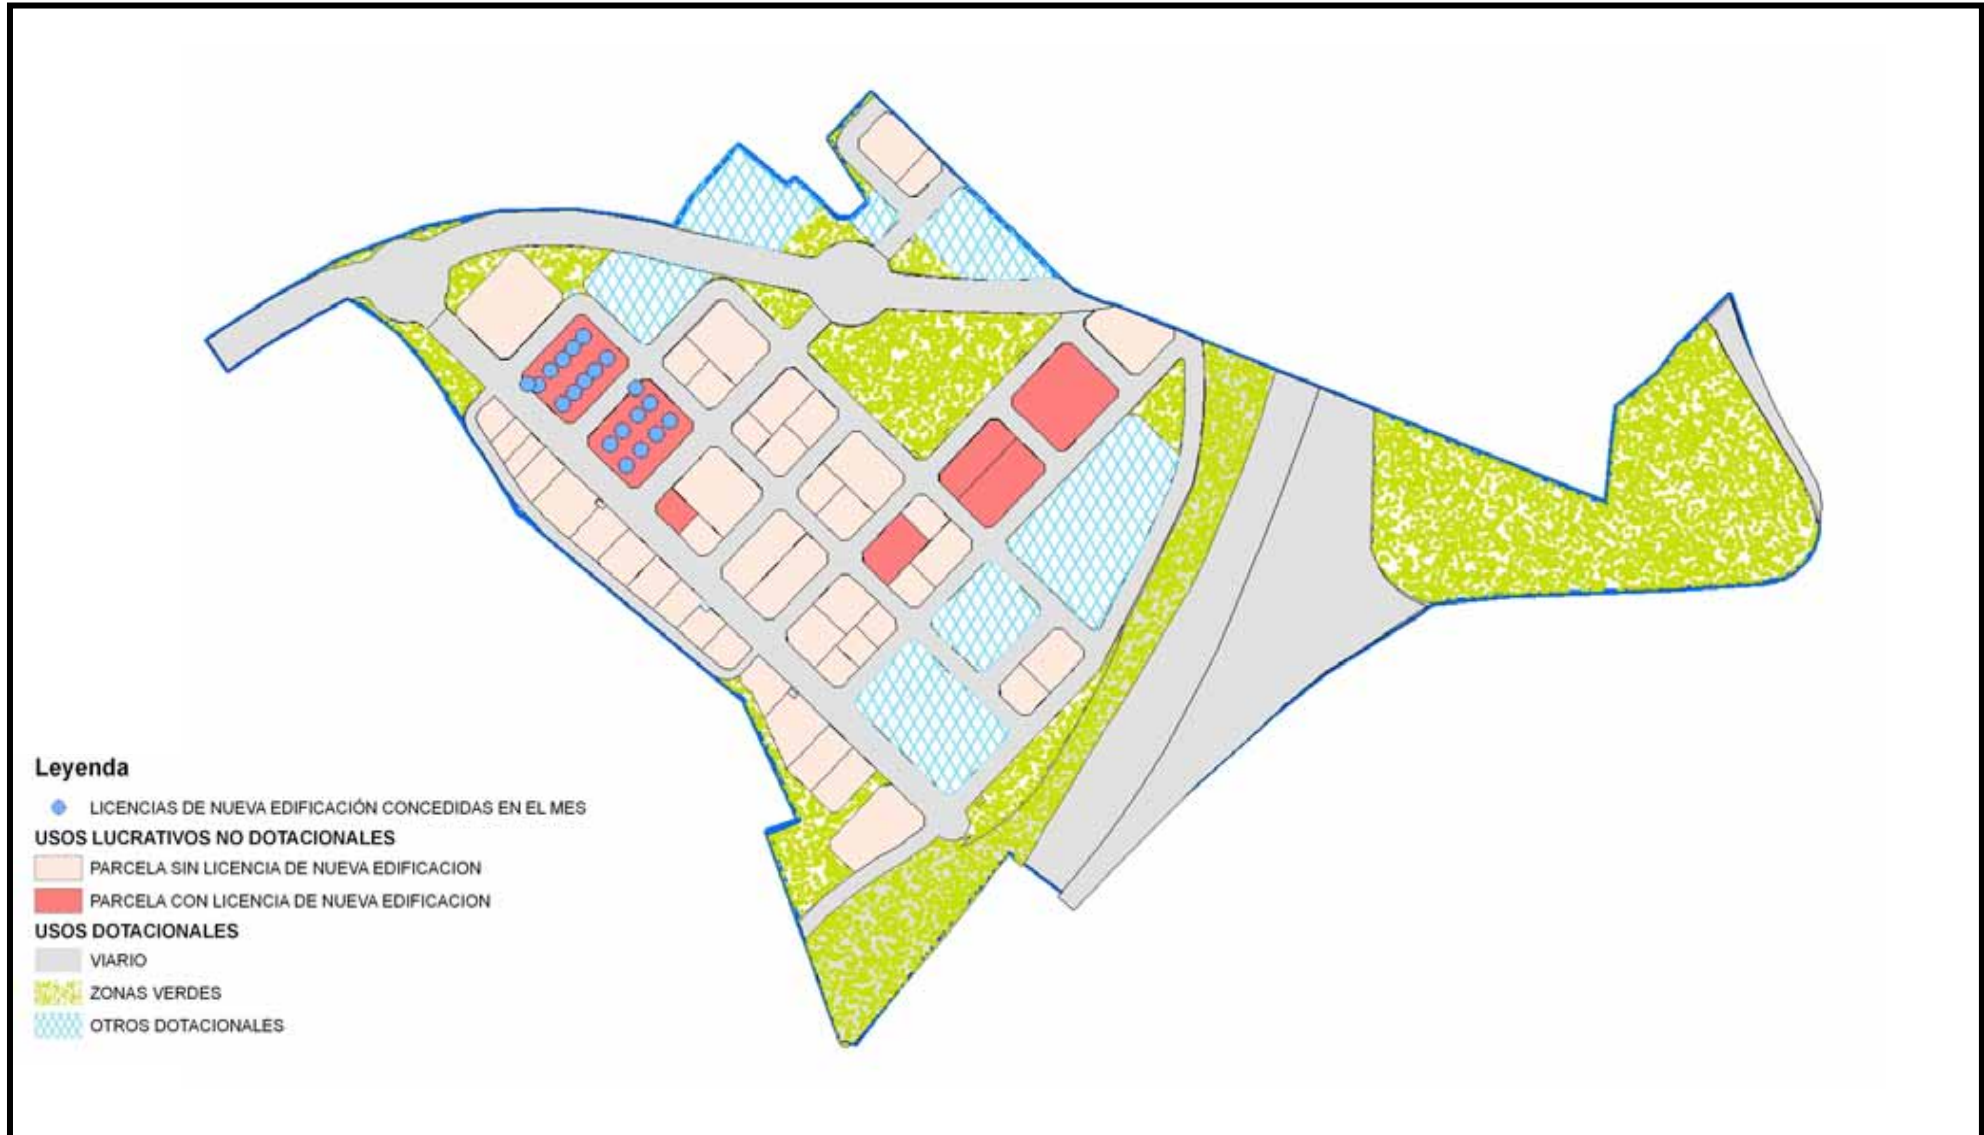 Leyenda
LICENCIAS DE NUEVA EDIFICACIÓN CONCEDIDAS EN EL MES
USOS LUCRATIVOS NO DOTACIONALES
PARCELA SIN LICENCIA DE NUEVA EDIFICACION
PARCELA CON LICENCIA DE NUEVA EDIFICACION
USOS DOTACIONALES
VIARIO
ZONAS VERDES
OTROS DOTACIONALES